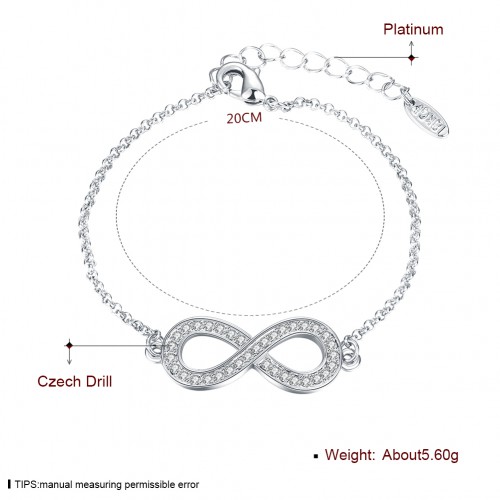 Platinum
20CM
Czech Drill
Weight: About5.60g
TIPS:manual measuring permissible error